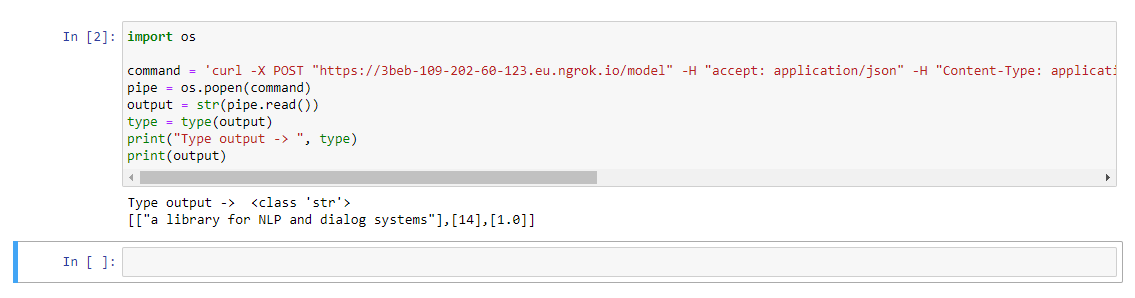 In [2]: import os
command = 'curl -X POST "https://3beb-109-202-60-123.eu.ngrok.io/model" -H "accept: application/json" -H "Content-Type: applicati
pipe = os.popen(command)
output = str(pipe.read())
type = type(output)
print("Type output -> ", type)
print(output)
Type output ->  <class 'str'>
[["a library for NLP and dialog systems"],[14],[1.0]]
In [ ]: